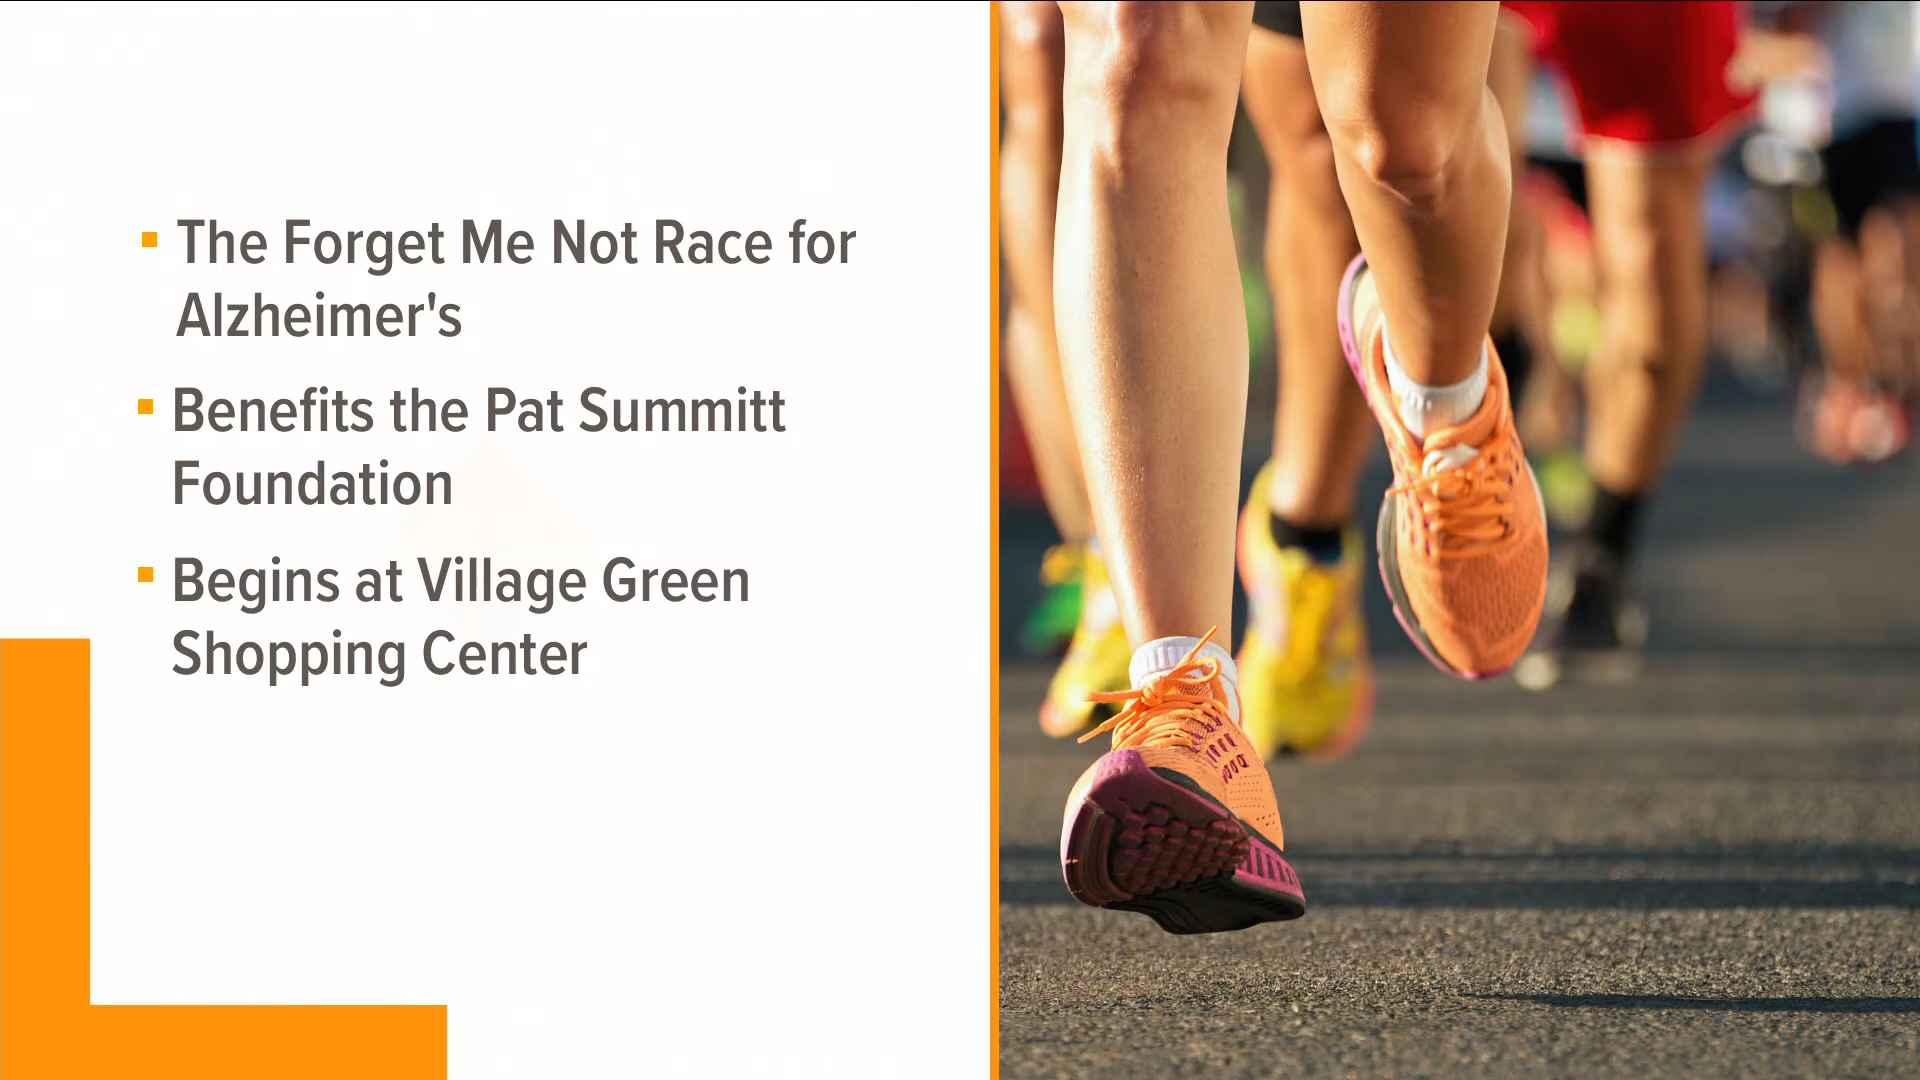 The Forget Me Not Race for
Alzheimer's
Benefits the Pat Summitt
Foundation
Begins at Village Green
Shopping Center